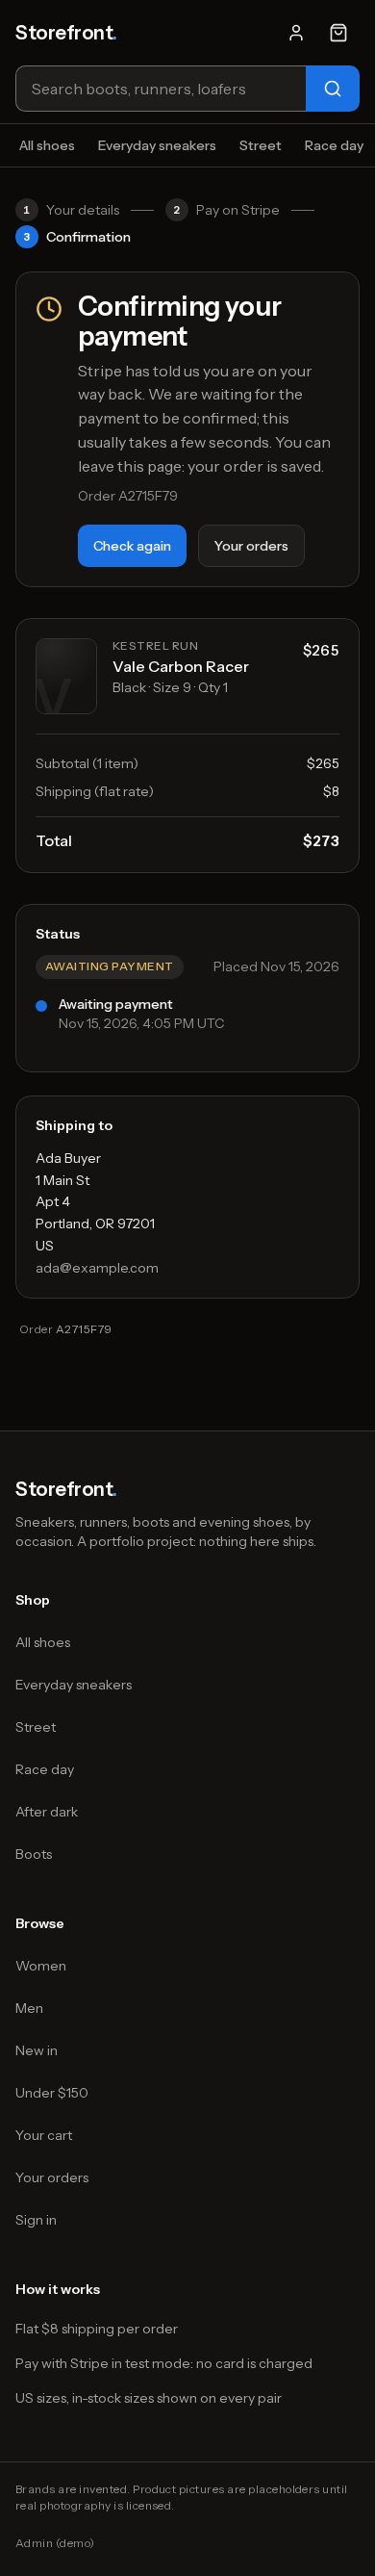 Storefront.
Search boots, runners, loafers
All shoes Everyday sneakers Street Race day
1 Your details 2 Pay on Stripe
3 Confirmation
Confirming your
payment
Stripe has told us you are on your
way back. We are waiting for the
payment to be confirmed; this
usually takes a few seconds. You can
leave this page: your order is saved.
Order A2715F79
Check again Your orders
V
KESTREL RUN
Vale Carbon Racer
Black · Size 9 · Qty 1
$265
Subtotal (1 item) $265
Shipping (flat rate) $8
Total $273
Status
AWAITING PAYMENT Placed Nov 15, 2026
Awaiting payment
Nov 15, 2026, 4:05 PM UTC
Shipping to
Ada Buyer
1 Main St
Apt 4
Portland, OR 97201
US
ada@example.com
Order A2715F79
Storefront.
Sneakers, runners, boots and evening shoes, by
occasion. A portfolio project: nothing here ships.
Shop
All shoes
Everyday sneakers
Street
Race day
After dark
Boots
Browse
Women
Men
New in
Under $150
Your cart
Your orders
Sign in
How it works
Flat $8 shipping per order
Pay with Stripe in test mode: no card is charged
US sizes, in-stock sizes shown on every pair
Brands are invented. Product pictures are placeholders until
real photography is licensed.
Admin (demo)